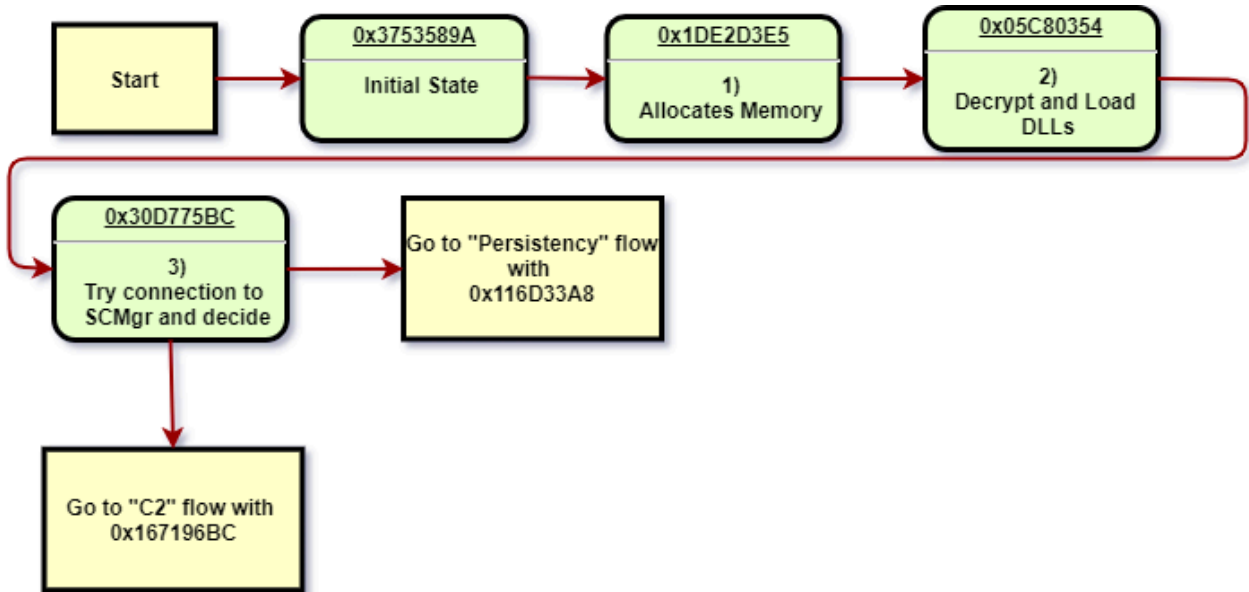 Start
0x3753589A
Initial State
0x1DE2D3E5
1)
Allocates Memory
0x05C80354
2)
Decrypt and Load
DLLs
0x30D775BC
3)
Try connection to
SCMgr and decide
Go to "Persistency" flow
with
0x116D33A8
Go to "C2" flow with
0x167196BC